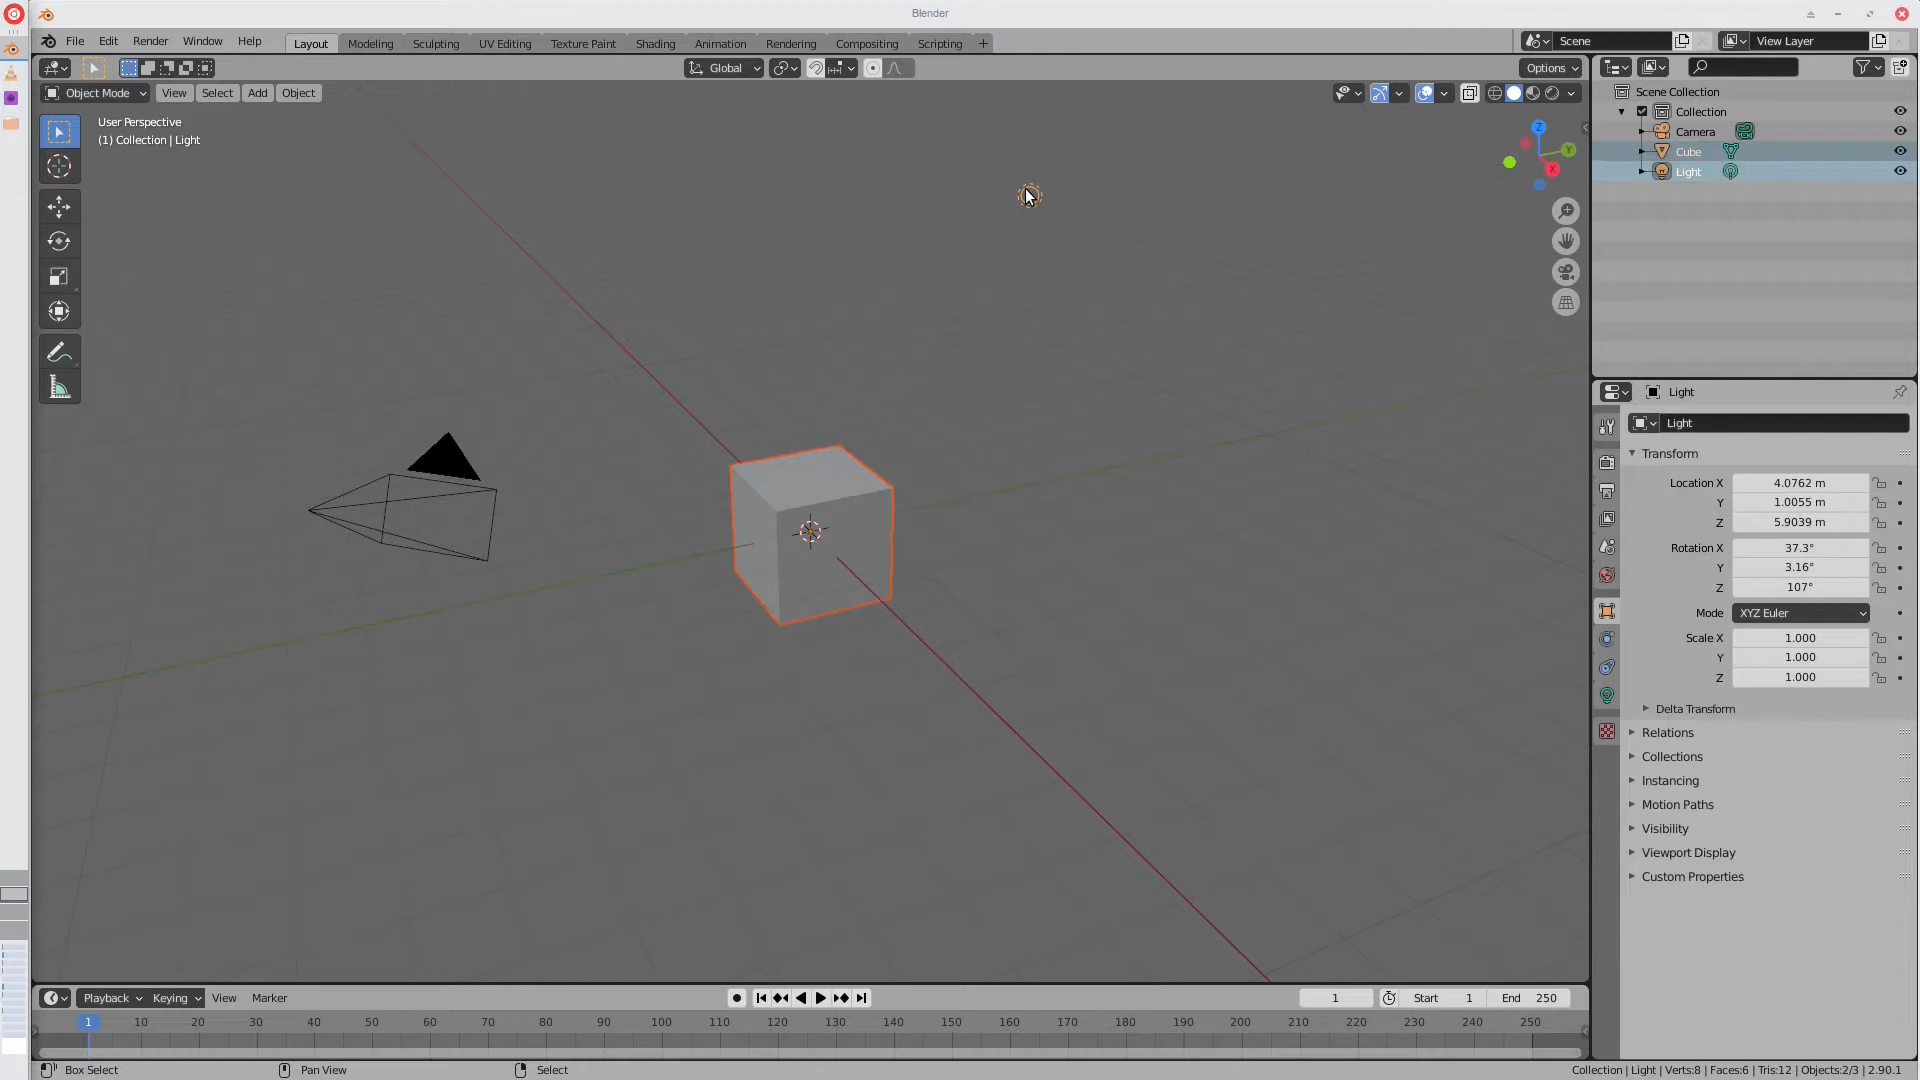 Blender
File Edit Render Window Help Layout Modeling Sculpting UV Editing Texture Paint Shading Animation Rendering Compositing Scripting + Scene View Layer
Global Options
Object Mode View Select Add Object
User Perspective
(1) Collection | Light
Z
Y
X
Scene Collection
Collection
Camera
Cube
Light
Light
Light
Transform
Location X 4.0762 m
Y 1.0055 m
Z 5.9039 m
Rotation X 37.3°
Y 3.16°
Z 107°
Mode XYZ Euler
Scale X 1.000
Y 1.000
Z 1.000
Delta Transform
Relations
Collections
Instancing
Motion Paths
Visibility
Viewport Display
Custom Properties
Playback Keying View Marker 1 Start 1 End 250
1 10 20 30 40 50 60 70 80 90 100 110 120 130 140 150 160 170 180 190 200 210 220 230 240 250
Box Select Pan View Select Collection | Light | Verts:8 | Faces:6 | Tris:12 | Objects:2/3 | 2.90.1